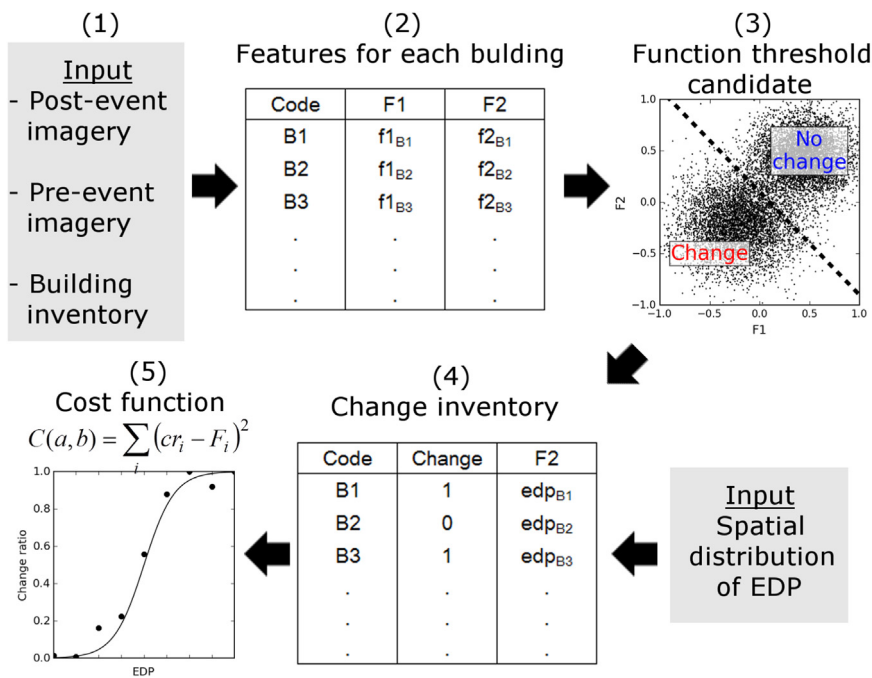 (1)
Input
- Post-event
imagery
- Pre-event
imagery
- Building
inventory
(2)
Features for each bulding
Code F1 F2
B1 f1B1 f2B1
B2 f1B2 f2B2
B3 f1B3 f2B3
. . .
. . .
. . .
(3)
Function threshold
candidate
1.0
0.5
0.0
−0.5
−1.0
F2
No
change
Change
−1.0 −0.5 0.0 0.5 1.0
F1
(4)
Change inventory
Code Change F2
B1 1 edpB1
B2 0 edpB2
B3 1 edpB3
. . .
. . .
. . .
Input
Spatial
distribution
of EDP
(5)
Cost function
C(a,b) = ∑i (cri − Fi)²
1.0
0.8
0.6
0.4
0.2
0.0
Change ratio
EDP